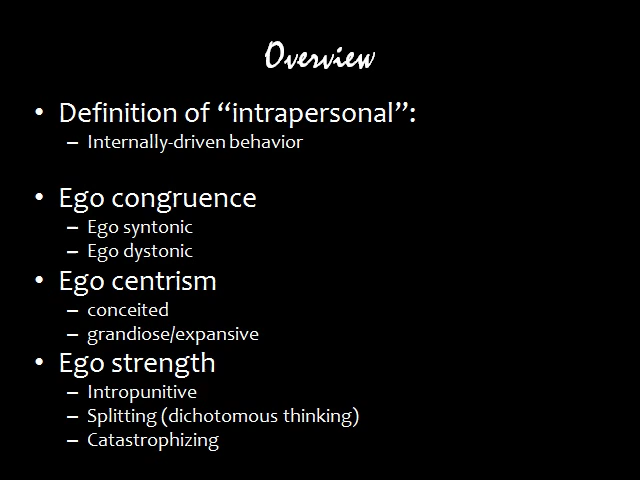 Overview
• Definition of “intrapersonal”:
– Internally-driven behavior
• Ego congruence
– Ego syntonic
– Ego dystonic
• Ego centrism
– conceited
– grandiose/expansive
• Ego strength
– Intropunitive
– Splitting (dichotomous thinking)
– Catastrophizing